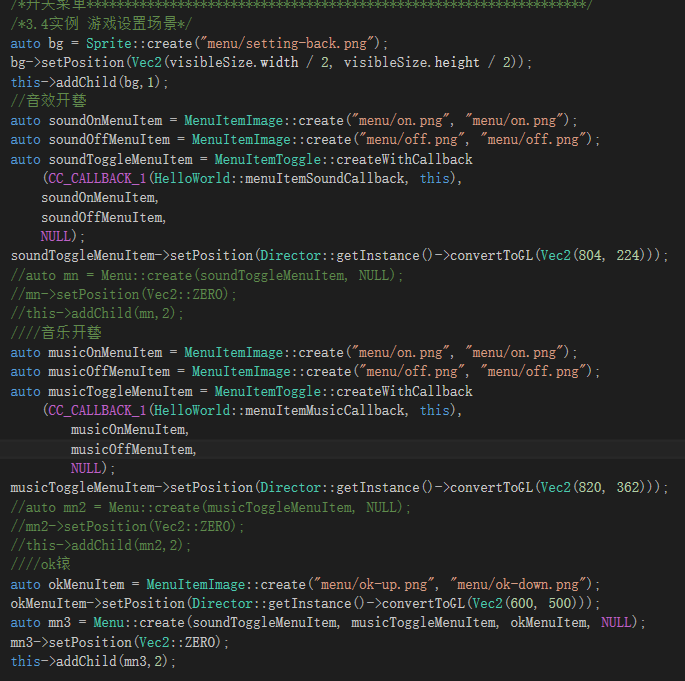 /*开关菜单*******************************************************************/
/*3.4实例 游戏设置场景*/
auto bg = Sprite::create("menu/setting-back.png");
bg->setPosition(Vec2(visibleSize.width / 2, visibleSize.height / 2));
this->addChild(bg,1);
//音效开
auto soundOnMenuItem = MenuItemImage::create("menu/on.png", "menu/on.png");
auto soundOffMenuItem = MenuItemImage::create("menu/off.png", "menu/off.png");
auto soundToggleMenuItem = MenuItemToggle::createWithCallback
(CC_CALLBACK_1(HelloWorld::menuItemSoundCallback, this),
soundOnMenuItem,
soundOffMenuItem,
NULL);
soundToggleMenuItem->setPosition(Director::getInstance()->convertToGL(Vec2(804, 224)));
//auto mn = Menu::create(soundToggleMenuItem, NULL);
//mn->setPosition(Vec2::ZERO);
//this->addChild(mn,2);
////音乐开
auto musicOnMenuItem = MenuItemImage::create("menu/on.png", "menu/on.png");
auto musicOffMenuItem = MenuItemImage::create("menu/off.png", "menu/off.png");
auto musicToggleMenuItem = MenuItemToggle::createWithCallback
(CC_CALLBACK_1(HelloWorld::menuItemMusicCallback, this),
musicOnMenuItem,
musicOffMenuItem,
NULL);
musicToggleMenuItem->setPosition(Director::getInstance()->convertToGL(Vec2(820, 362)));
//auto mn2 = Menu::create(musicToggleMenuItem, NULL);
//mn2->setPosition(Vec2::ZERO);
//this->addChild(mn2,2);
////ok
auto okMenuItem = MenuItemImage::create("menu/ok-up.png", "menu/ok-down.png");
okMenuItem->setPosition(Director::getInstance()->convertToGL(Vec2(600, 500)));
auto mn3 = Menu::create(soundToggleMenuItem, musicToggleMenuItem, okMenuItem, NULL);
mn3->setPosition(Vec2::ZERO);
this->addChild(mn3,2);